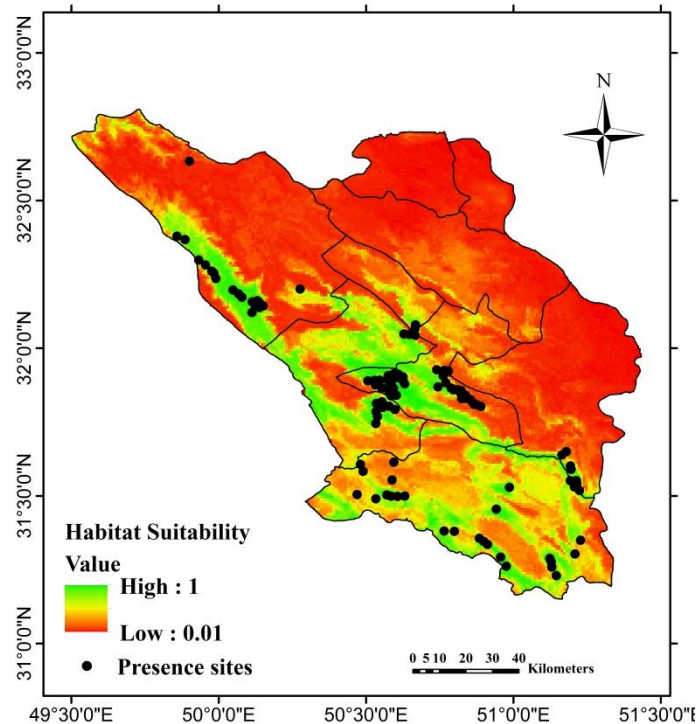 33°0'0"N
32°30'0"N
32°0'0"N
31°30'0"N
31°0'0"N
N
Habitat Suitability
Value
High : 1
Low : 0.01
Presence sites
0 5 10 20 30 40
Kilometers
49°30'0"E 50°0'0"E 50°30'0"E 51°0'0"E 51°30'0"E